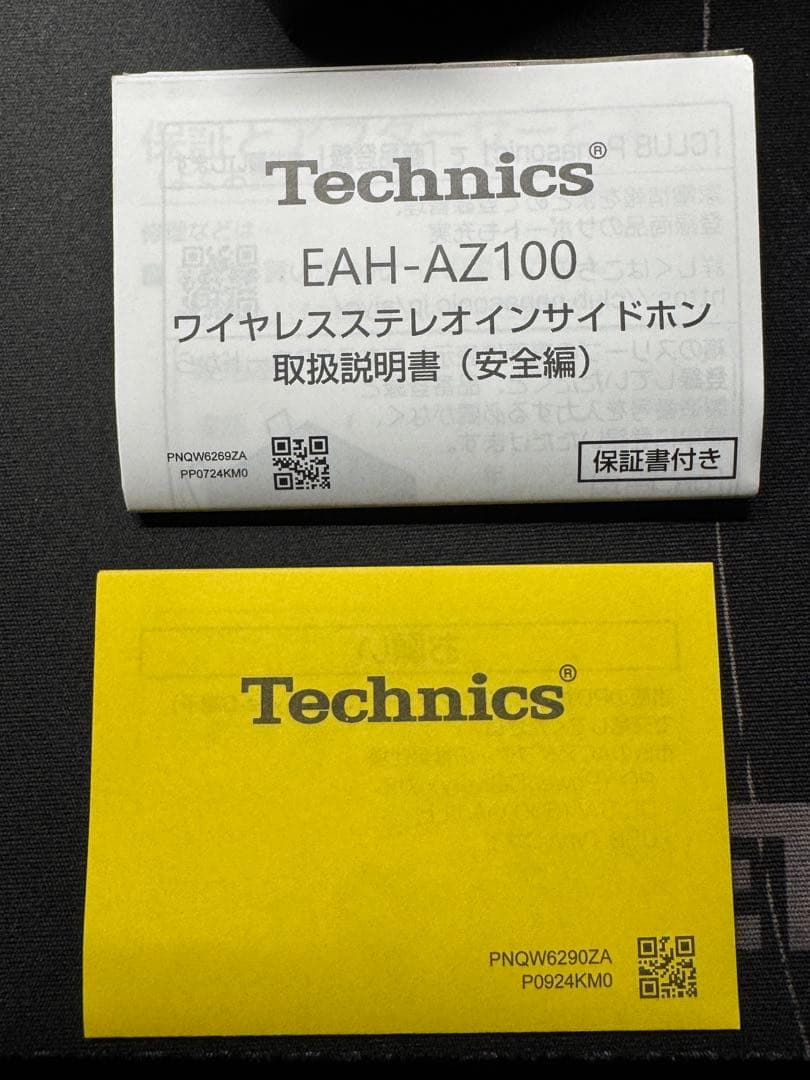 Technics®
EAH-AZ100
ワイヤレスステレオインサイドホン
取扱説明書（安全編）
PNQW6269ZA
PP0724KM0
保証書付き
Technics®
PNQW6290ZA
P0924KM0